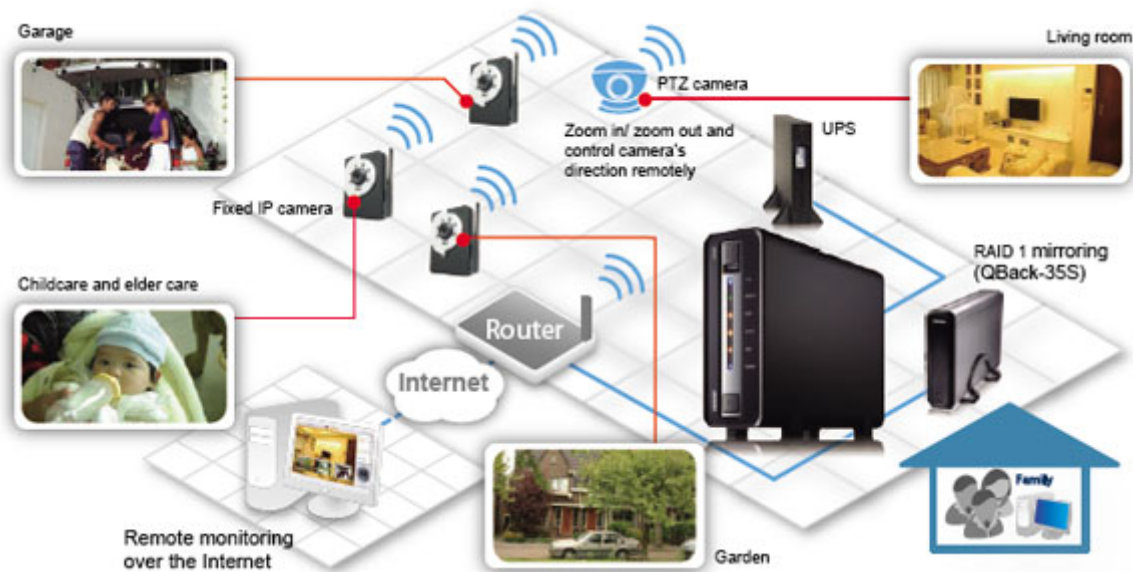 Garage
Living room
PTZ camera
Zoom in/ zoom out and
control camera's
direction remotely
UPS
Fixed IP camera
RAID 1 mirroring
(QBack-35S)
Childcare and elder care
Router
Internet
Family
Remote monitoring
over the Internet
Garden